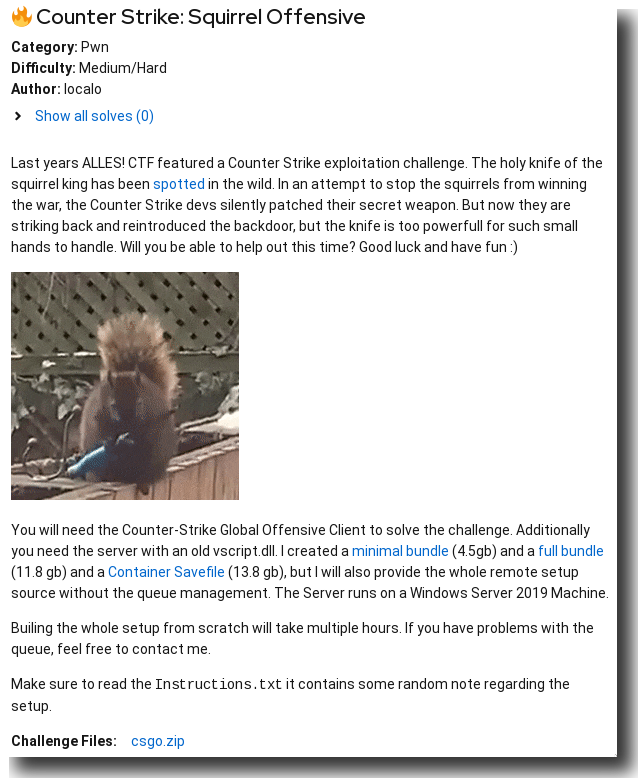 Counter Strike: Squirrel Offensive
Category: Pwn
Difficulty: Medium/Hard
Author: localo
Show all solves (0)
Last years ALLES! CTF featured a Counter Strike exploitation challenge. The holy knife of the
squirrel king has been spotted in the wild. In an attempt to stop the squirrels from winning
the war, the Counter Strike devs silently patched their secret weapon. But now they are
striking back and reintroduced the backdoor, but the knife is too powerfull for such small
hands to handle. Will you be able to help out this time? Good luck and have fun :)
You will need the Counter-Strike Global Offensive Client to solve the challenge. Additionally
you need the server with an old vscript.dll. I created a minimal bundle (4.5gb) and a full bundle
(11.8 gb) and a Container Savefile (13.8 gb), but I will also provide the whole remote setup
source without the queue management. The Server runs on a Windows Server 2019 Machine.
Builing the whole setup from scratch will take multiple hours. If you have problems with the
queue, feel free to contact me.
Make sure to read the Instructions.txt it contains some random note regarding the
setup.
Challenge Files: csgo.zip